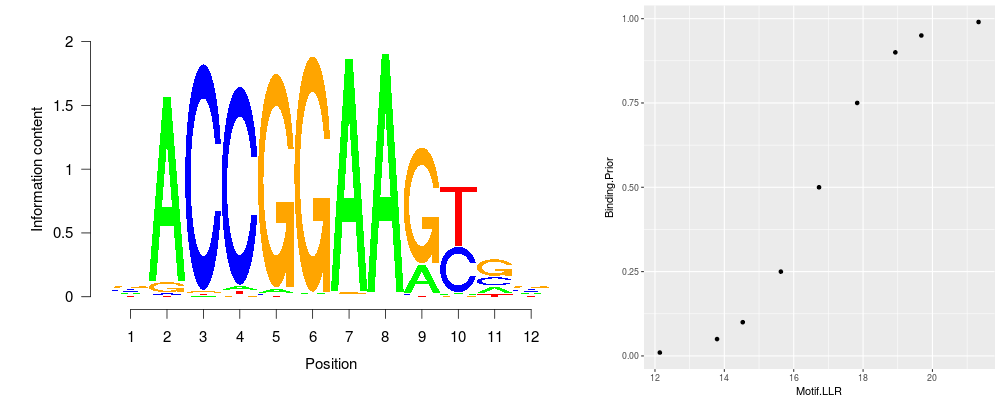 2
1.5
1
0.5
0
Information content
ACCGGAAGT
G
A
C
G
C
A
1 2 3 4 5 6 7 8 9 10 11 12
Position
1.00
0.75
0.50
0.25
0.00
Binding.Prior
12 14 16 18 20
Motif.LLR